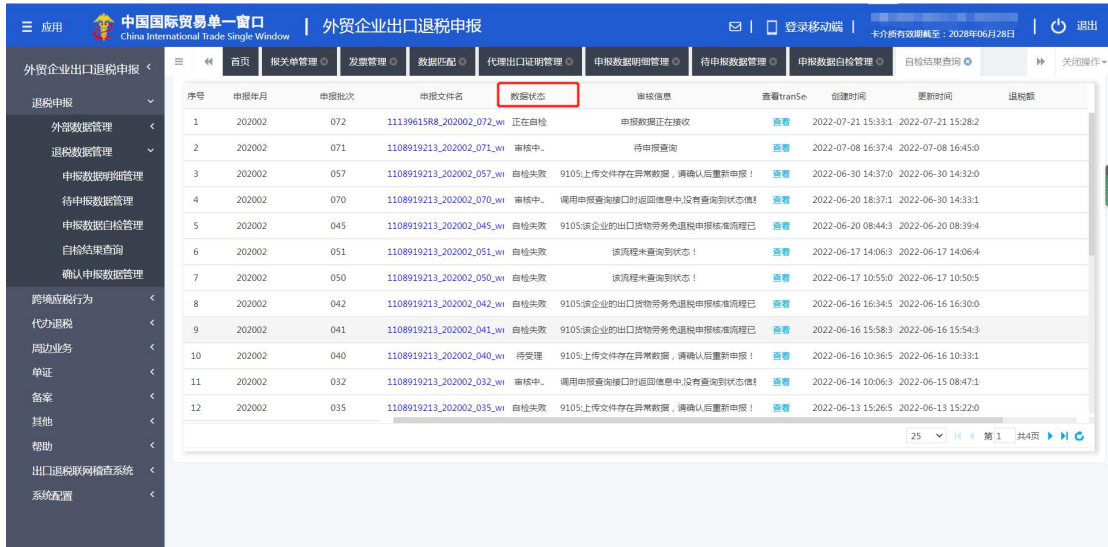 应用 中国国际贸易单一窗口 外贸企业出口退税申报 登录移动端 退出
China International Trade Single Window 卡介质有效期截至：2028年06月28日
外贸企业出口退税申报 首页 报关单管理 发票管理 数据匹配 代理出口证明管理 申报数据明细管理 待申报数据管理 申报数据自检管理 自检结果查询 关闭操作
退税申报
外部数据管理
退税数据管理
申报数据明细管理
待申报数据管理
申报数据自检管理
自检结果查询
确认申报数据管理
跨境应税行为
代办退税
周边业务
单证
备案
其他
帮助
出口退税联网稽查系统
系统配置
序号 申报年月 申报批次 申报文件名 数据状态 审核信息 查看tranSe 创建时间 更新时间 退税额
1 202002 072 11139615R8_202002_072_w 正在自检 申报数据正在接收 查看 2022-07-21 15:33:1 2022-07-21 15:28:2
2 202002 071 1108919213_202002_071_w 审核中.. 待申报查询 查看 2022-07-08 16:37:4 2022-07-08 16:45:0
3 202002 057 1108919213_202002_057_w 自检失败 9105:上传文件存在异常数据，请确认后重新申报！ 查看 2022-06-30 14:37:0 2022-06-30 14:32:0
4 202002 070 1108919213_202002_070_w 审核中.. 调用申报查询接口时返回信息中,没有查询到状态信息 查看 2022-06-20 18:37:1 2022-06-30 14:33:1
5 202002 045 1108919213_202002_045_w 自检失败 9105:该企业的出口货物劳务免退税申报核准流程已 查看 2022-06-20 08:44:3 2022-06-20 08:39:4
6 202002 051 1108919213_202002_051_w 自检失败 该流程未查询到状态！ 查看 2022-06-17 14:06:3 2022-06-17 14:06:4
7 202002 050 1108919213_202002_050_w 自检失败 该流程未查询到状态！ 查看 2022-06-17 10:55:0 2022-06-17 10:50:5
8 202002 042 1108919213_202002_042_w 自检失败 9105:该企业的出口货物劳务免退税申报核准流程已 查看 2022-06-16 16:34:5 2022-06-16 16:30:0
9 202002 041 1108919213_202002_041_w 自检失败 9105:该企业的出口货物劳务免退税申报核准流程已 查看 2022-06-16 15:58:3 2022-06-16 15:54:3
10 202002 040 1108919213_202002_040_w 待受理 9105:上传文件存在异常数据，请确认后重新申报！ 查看 2022-06-16 10:36:5 2022-06-16 10:33:1
11 202002 032 1108919213_202002_032_w 审核中.. 调用申报查询接口时返回信息中,没有查询到状态信息 查看 2022-06-14 10:06:3 2022-06-15 08:47:1
12 202002 035 1108919213_202002_035_w 自检失败 9105:上传文件存在异常数据，请确认后重新申报！ 查看 2022-06-13 15:26:5 2022-06-13 15:22:0
25 第 1 共4页